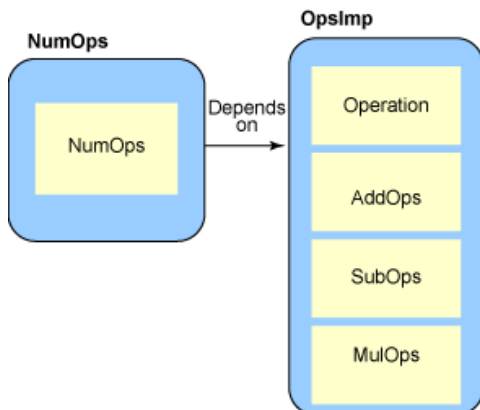 NumOps
NumOps
Depends
on
OpsImp
Operation
AddOps
SubOps
MulOps